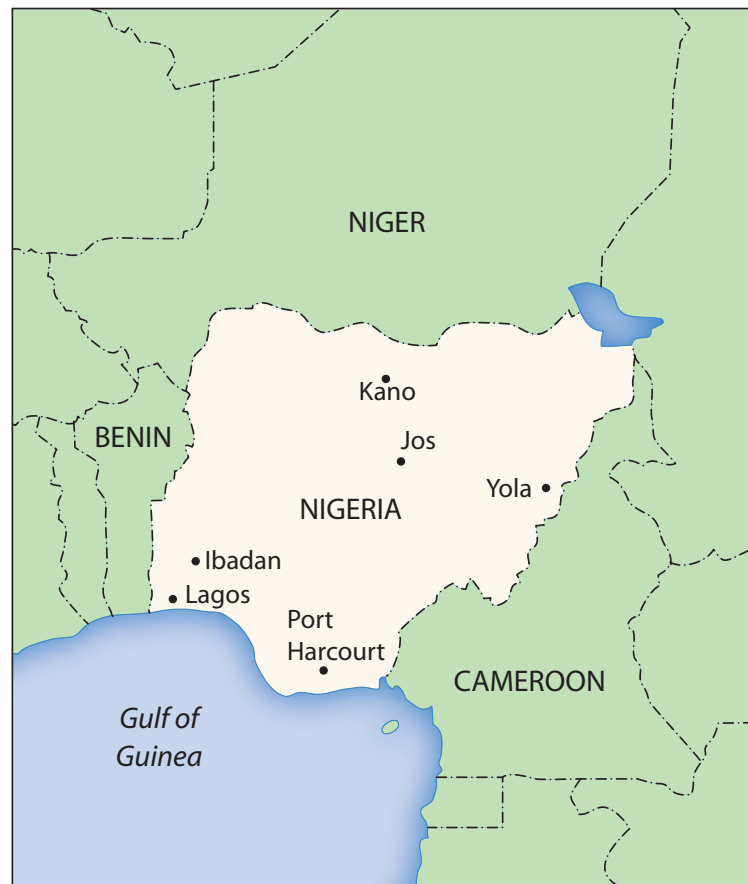 NIGER
Kano
BENIN
Jos
Yola
NIGERIA
Ibadan
Lagos
Port
Harcourt
CAMEROON
Gulf of
Guinea